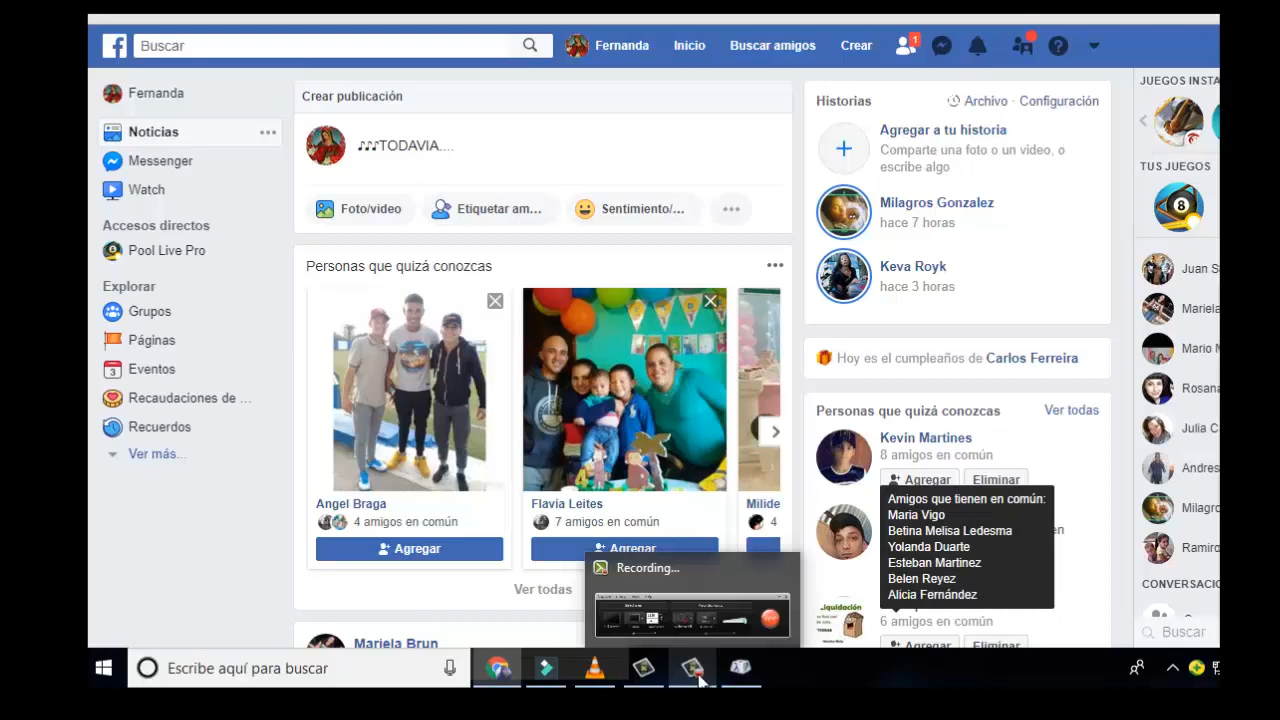 Buscar
Fernanda
Inicio
Buscar amigos
Crear
1
Fernanda
Noticias
Messenger
Watch
Accesos directos
Pool Live Pro
Explorar
Grupos
Páginas
Eventos
Recaudaciones de ...
Recuerdos
Ver más...
Crear publicación
♪♪♪TODAVIA....
Foto/video
Etiquetar am...
Sentimiento/...
Personas que quizá conozcas
Angel Braga
4 amigos en común
Agregar
Flavia Leites
7 amigos en común
Agregar
Milide
4
Ver todas
Mariela Brun
Historias
Archivo · Configuración
Agregar a tu historia
Comparte una foto o un video, o
escribe algo
Milagros Gonzalez
hace 7 horas
Keva Royk
hace 3 horas
Hoy es el cumpleaños de Carlos Ferreira
Personas que quizá conozcas
Ver todas
Kevin Martines
8 amigos en común
Agregar
Eliminar
Amigos que tienen en común:
Maria Vigo
Betina Melisa Ledesma
Yolanda Duarte
Esteban Martinez
Belen Reyez
Alicia Fernández
en
Liquidación
6 amigos en común
Agregar
Eliminar
JUEGOS INSTA
TUS JUEGOS
8
Juan S
Mariela
Mario M
Rosana
Julia C
Andres
Milagro
Ramiro
CONVERSACIO
Buscar
Recording...
Escribe aquí para buscar